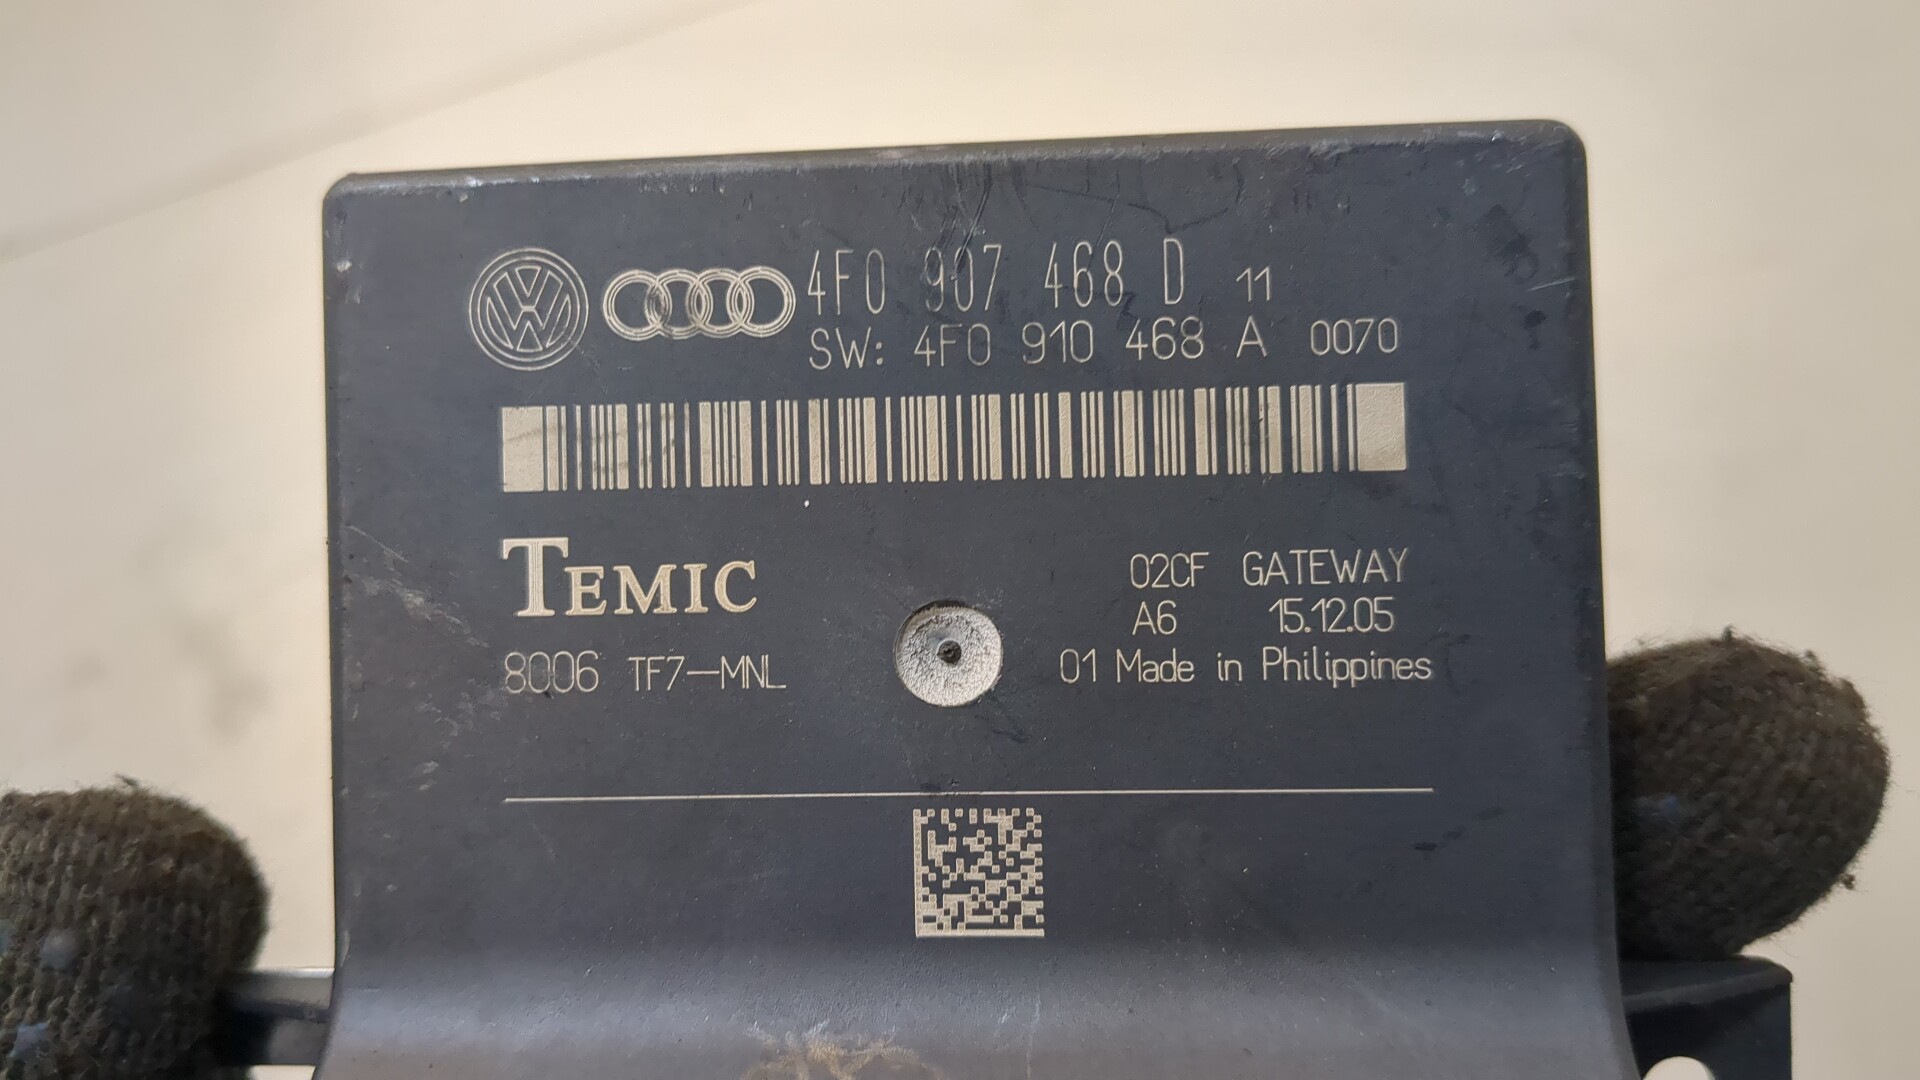 4F0 907 468 D 11
SW: 4F0 910 468 A 0070
TEMIC
02CF GATEWAY
A6 15.12.05
8006 TF7-MNL
01 Made in Philippines